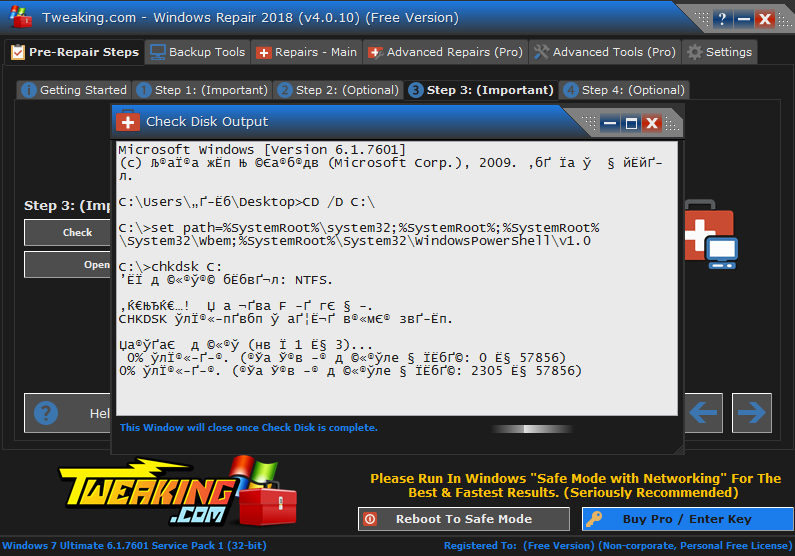 Tweaking.com - Windows Repair 2018 (v4.0.10) (Free Version)
Pre-Repair Steps
Backup Tools
Repairs - Main
Advanced Repairs (Pro)
Advanced Tools (Pro)
Settings
Getting Started
1 Step 1: (Important)
2 Step 2: (Optional)
3 Step 3: (Important)
4 Step 4: (Optional)
Check Disk Output
Microsoft Windows [Version 6.1.7601]
(c) Љ®аЇ®а жЁп Њ ©Єа®б®дв (Microsoft Corp.), 2009. ‚бҐ Їа ў  § йЁйҐ-
л.
C:\Users\„Ґ-Ёб\Desktop>CD /D C:\
C:\>set path=%SystemRoot%\system32;%SystemRoot%;%SystemRoot%
\System32\Wbem;%SystemRoot%\System32\WindowsPowerShell\v1.0
C:\>chkdsk C:
’ЁЇ д ©«®ў®© бЁбвҐ¬л: NTFS.
‚Ќ€ЊЂЌ€…!  Џ а ¬Ґва F -Ґ гЄ § -.
CHKDSK ўлЇ®«-пҐвбп ў аҐ¦Ё¬Ґ в®«мЄ® звҐ-Ёп.
Џа®ўҐаЄ  д ©«®ў (нв Ї 1 Ё§ 3)...
0% ўлЇ®«-Ґ-®. (®Ўа Ў®в -® д ©«®ўле § ЇЁбҐ©: 0 Ё§ 57856)
0% ўлЇ®«-Ґ-®. (®Ўа Ў®в -® д ©«®ўле § ЇЁбҐ©: 2305 Ё§ 57856)
This Window will close once Check Disk is complete.
Step 3: (Im
Check
Open
Hel
TWEAKING
.COM
Please Run In Windows "Safe Mode with Networking" For The
Best & Fastest Results. (Seriously Recommended)
Reboot To Safe Mode
Buy Pro / Enter Key
Windows 7 Ultimate 6.1.7601 Service Pack 1 (32-bit)
Registered To:  (Free Version) (Non-corporate, Personal Free License)